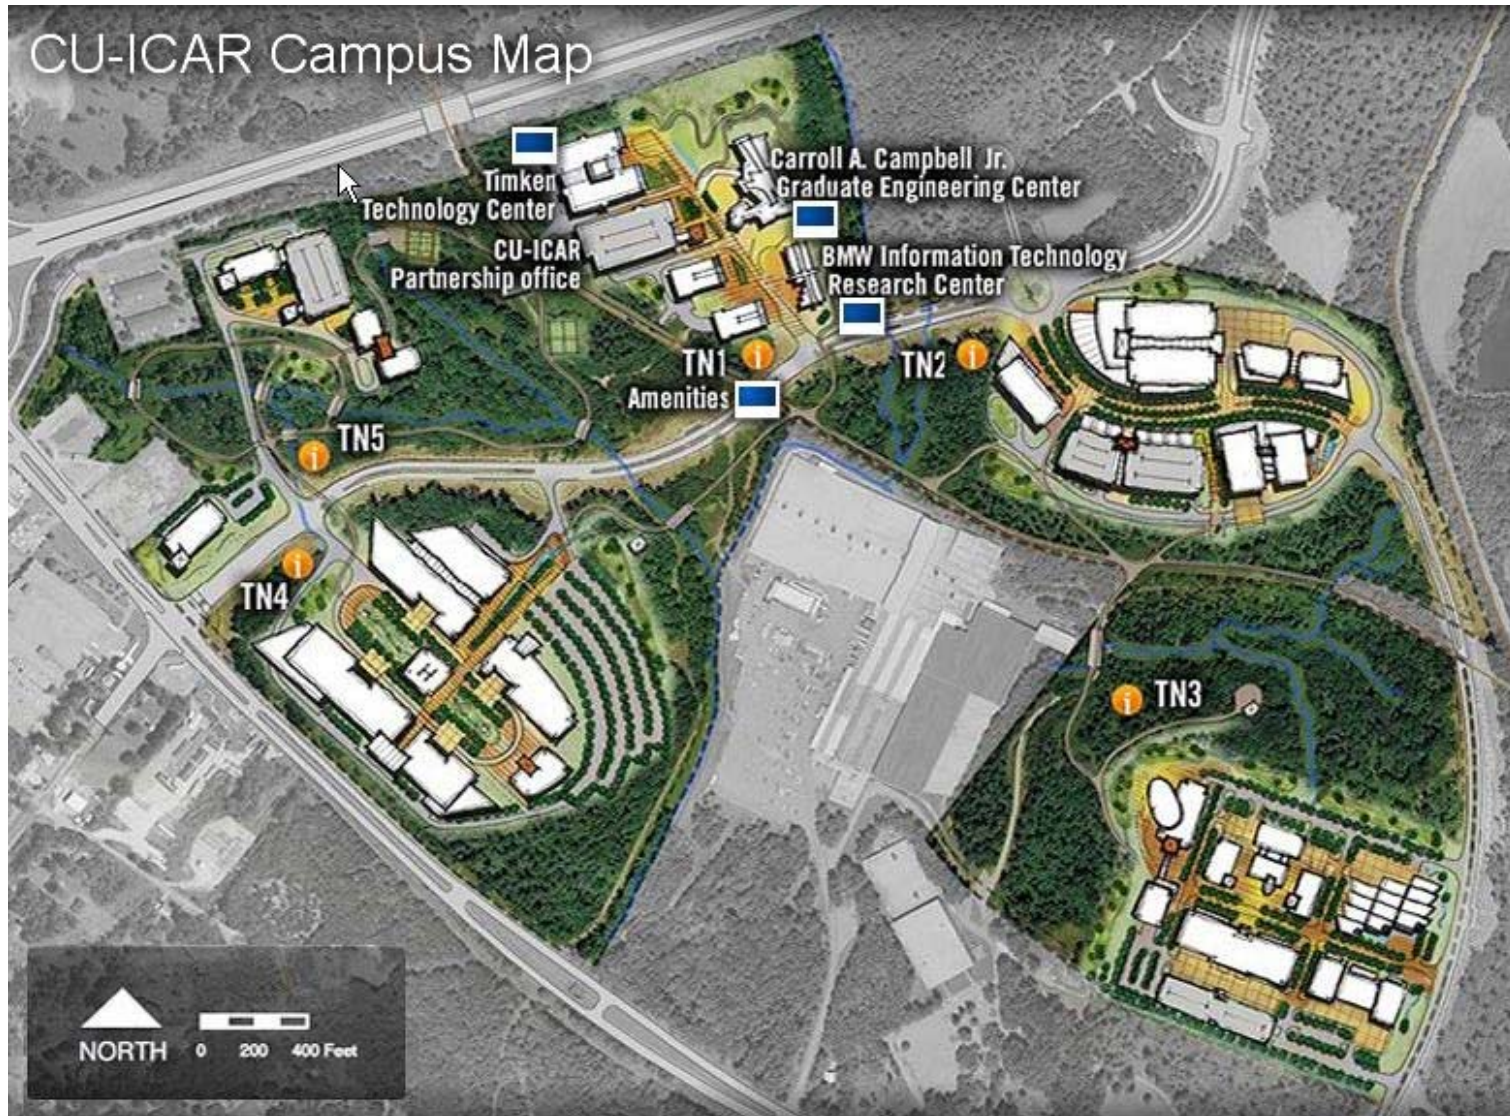 CU-ICAR Campus Map
Timken
Technology Center
Carroll A. Campbell Jr.
Graduate Engineering Center
CU-ICAR
Partnership office
BMW Information Technology
Research Center
TN1
i
Amenities
TN2
i
TN5
i
i
TN4
H
i
TN3
NORTH
0 200 400 Feet